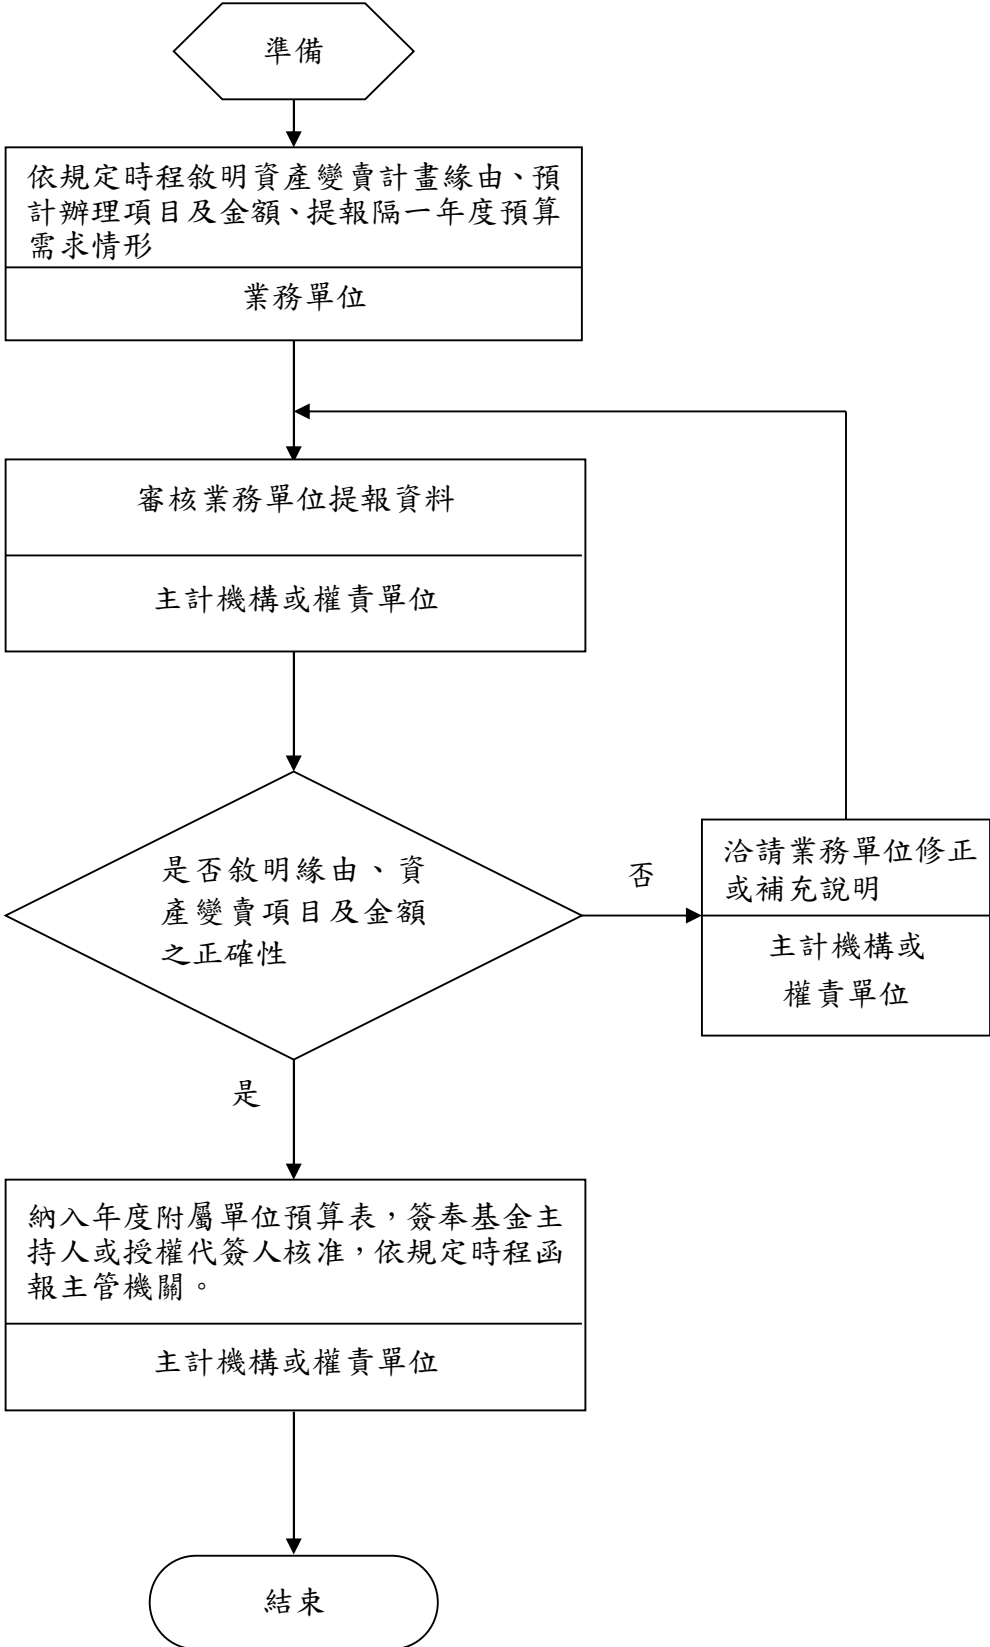 準備
依規定時程敘明資產變賣計畫緣由、預
計辦理項目及金額、提報隔一年度預算
需求情形
業務單位
審核業務單位提報資料
主計機構或權責單位
是否敘明緣由、資
產變賣項目及金額
之正確性
否
洽請業務單位修正
或補充說明
主計機構或
權責單位
是
納入年度附屬單位預算表，簽奉基金主
持人或授權代簽人核准，依規定時程函
報主管機關。
主計機構或權責單位
結束